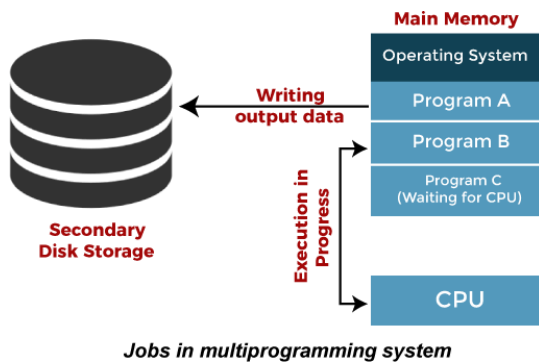 Main Memory
Operating System
Program A
Writing
output data
Program B
Program C
(Waiting for CPU)
Secondary
Disk Storage
Execution in
Progress
CPU
Jobs in multiprogramming system